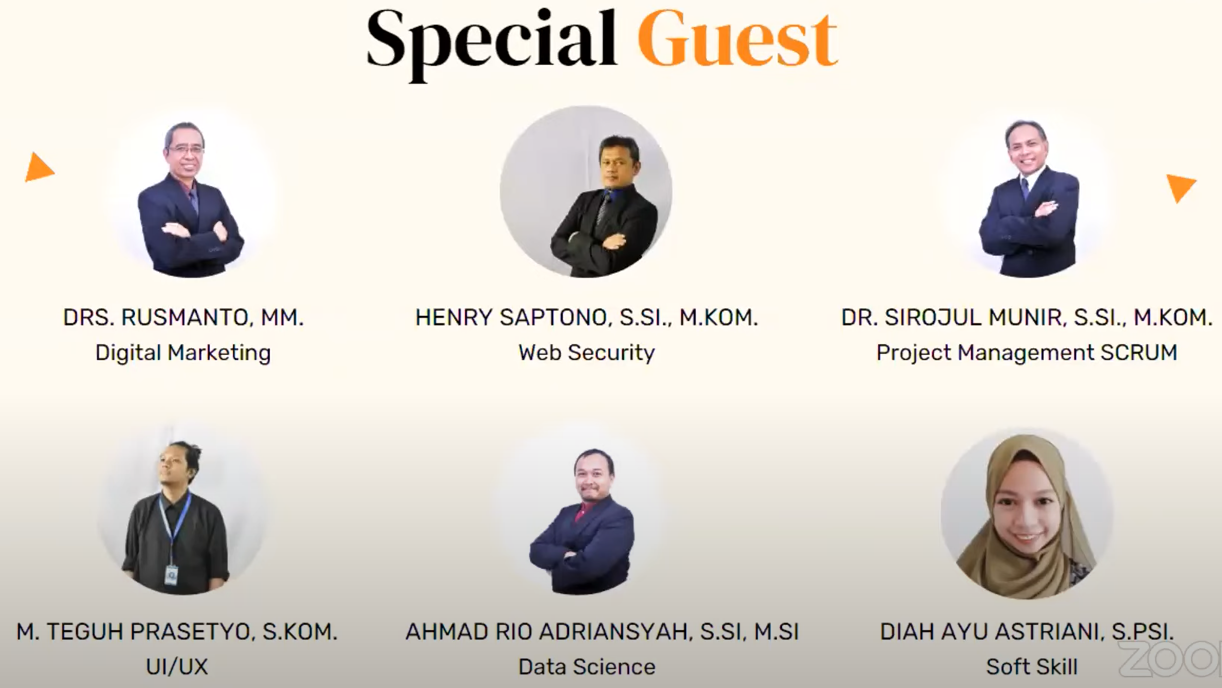 Special Guest
DRS. RUSMANTO, MM.
Digital Marketing
HENRY SAPTONO, S.SI., M.KOM.
Web Security
DR. SIROJUL MUNIR, S.SI., M.KOM.
Project Management SCRUM
M. TEGUH PRASETYO, S.KOM.
UI/UX
AHMAD RIO ADRIANSYAH, S.SI, M.SI
Data Science
DIAH AYU ASTRIANI, S.PSI.
Soft Skill